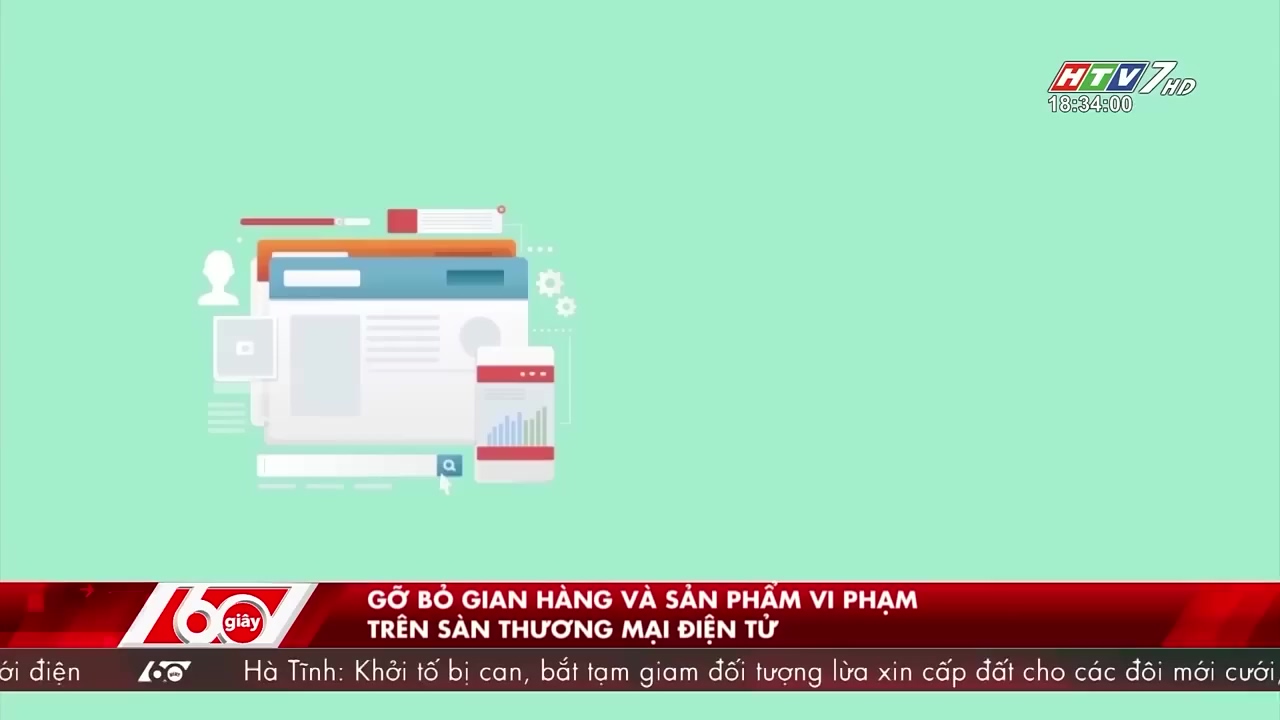 HTV7 HD
18:34:00
60 giây
GỠ BỎ GIAN HÀNG VÀ SẢN PHẨM VI PHẠM
TRÊN SÀN THƯƠNG MẠI ĐIỆN TỬ
ới điện 60 giây Hà Tĩnh: Khởi tố bị can, bắt tạm giam đối tượng lừa xin cấp đất cho các đôi mới cưới,